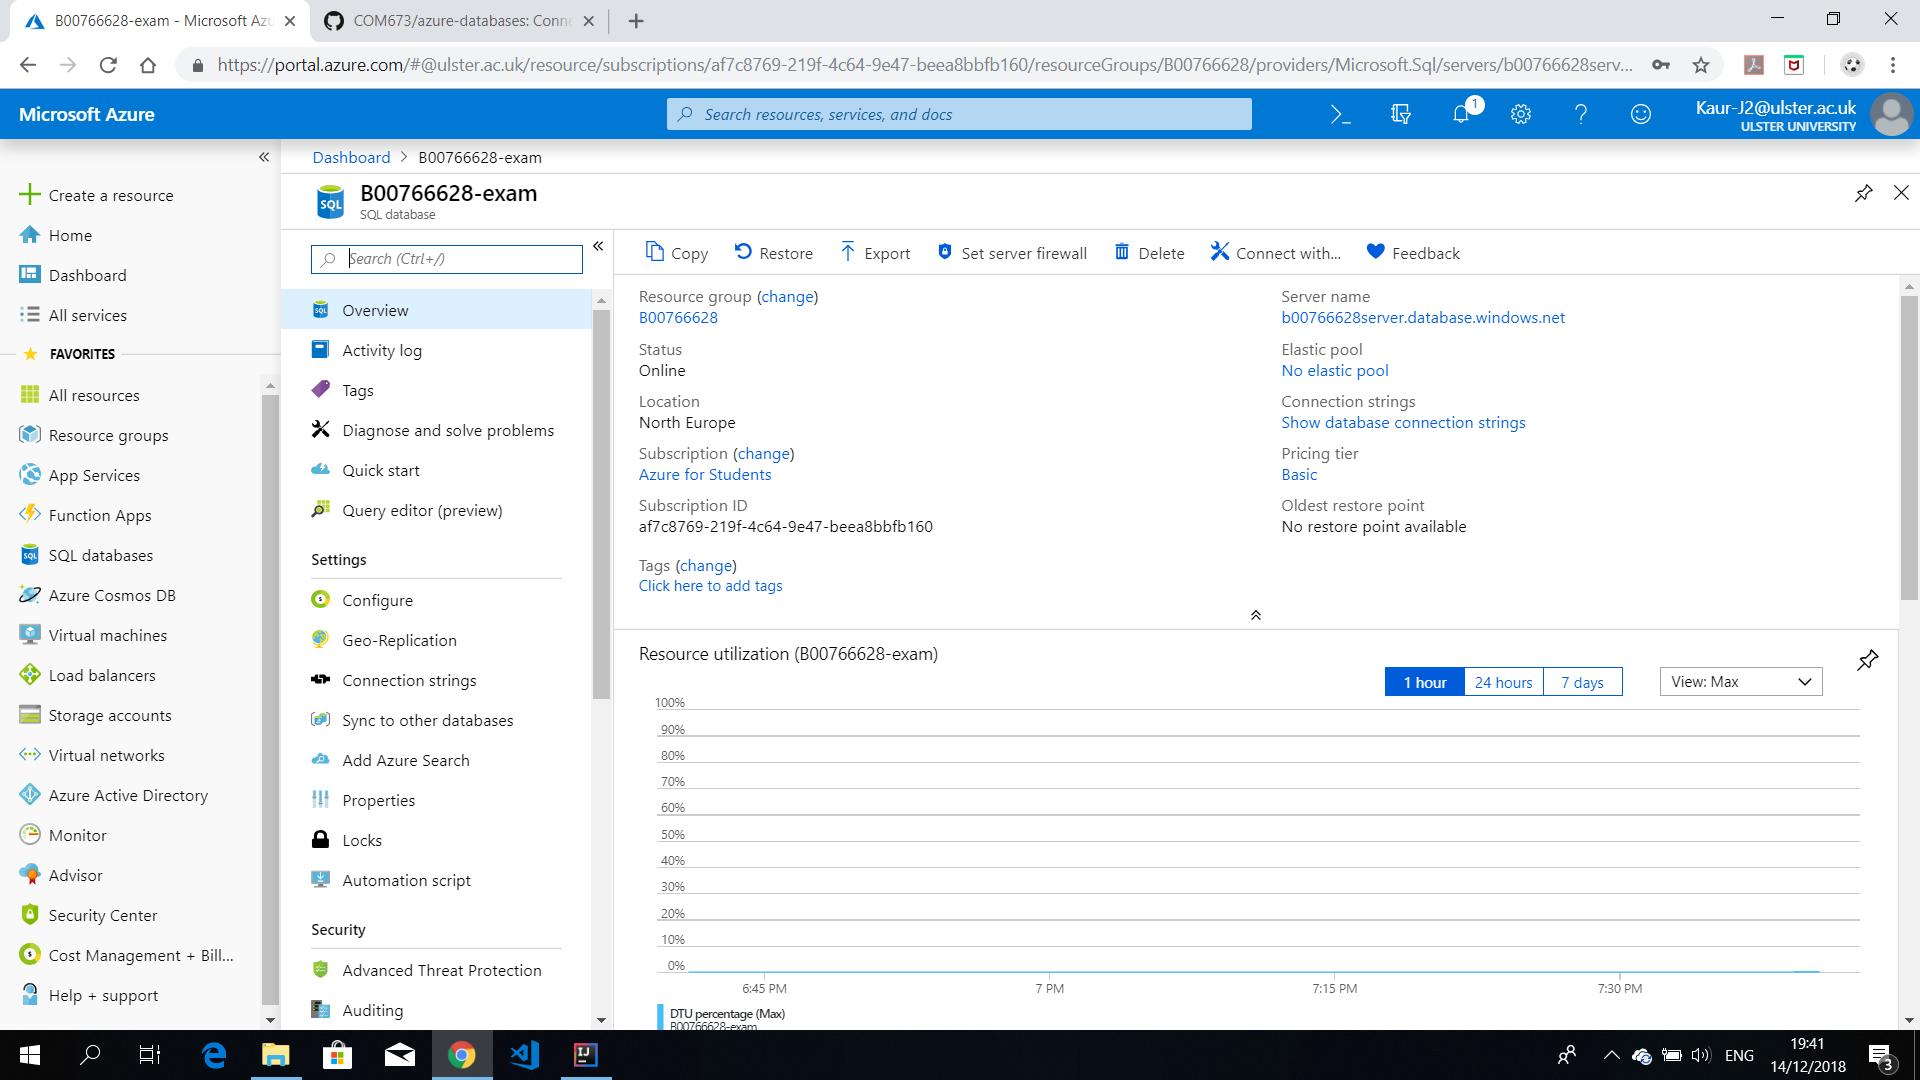 B00766628-exam - Microsoft Azu
COM673/azure-databases: Conne
https://portal.azure.com/#@ulster.ac.uk/resource/subscriptions/af7c8769-219f-4c64-9e47-beea8bbfb160/resourceGroups/B00766628/providers/Microsoft.Sql/servers/b00766628serv...
Microsoft Azure
Search resources, services, and docs
1
Kaur-J2@ulster.ac.uk
ULSTER UNIVERSITY
Create a resource
Home
Dashboard
All services
FAVORITES
All resources
Resource groups
App Services
Function Apps
SQL databases
Azure Cosmos DB
Virtual machines
Load balancers
Storage accounts
Virtual networks
Azure Active Directory
Monitor
Advisor
Security Center
Cost Management + Bill...
Help + support
Dashboard > B00766628-exam
SQL
B00766628-exam
SQL database
Search (Ctrl+/)
Overview
Activity log
Tags
Diagnose and solve problems
Quick start
Query editor (preview)
Settings
Configure
Geo-Replication
Connection strings
Sync to other databases
Add Azure Search
Properties
Locks
Automation script
Security
Advanced Threat Protection
Auditing
Copy
Restore
Export
Set server firewall
Delete
Connect with...
Feedback
Resource group (change)
B00766628
Status
Online
Location
North Europe
Subscription (change)
Azure for Students
Subscription ID
af7c8769-219f-4c64-9e47-beea8bbfb160
Tags (change)
Click here to add tags
Server name
b00766628server.database.windows.net
Elastic pool
No elastic pool
Connection strings
Show database connection strings
Pricing tier
Basic
Oldest restore point
No restore point available
Resource utilization (B00766628-exam)
1 hour
24 hours
7 days
View: Max
100%
90%
80%
70%
60%
50%
40%
30%
20%
10%
0%
6:45 PM
7 PM
7:15 PM
7:30 PM
DTU percentage (Max)
B00766628-exam
ENG
19:41
14/12/2018
3